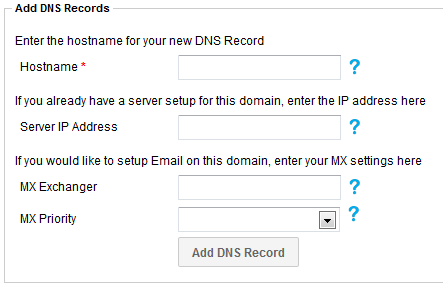 Add DNS Records
Enter the hostname for your new DNS Record
Hostname *
?
If you already have a server setup for this domain, enter the IP address here
Server IP Address
?
If you would like to setup Email on this domain, enter your MX settings here
MX Exchanger
?
MX Priority
?
Add DNS Record